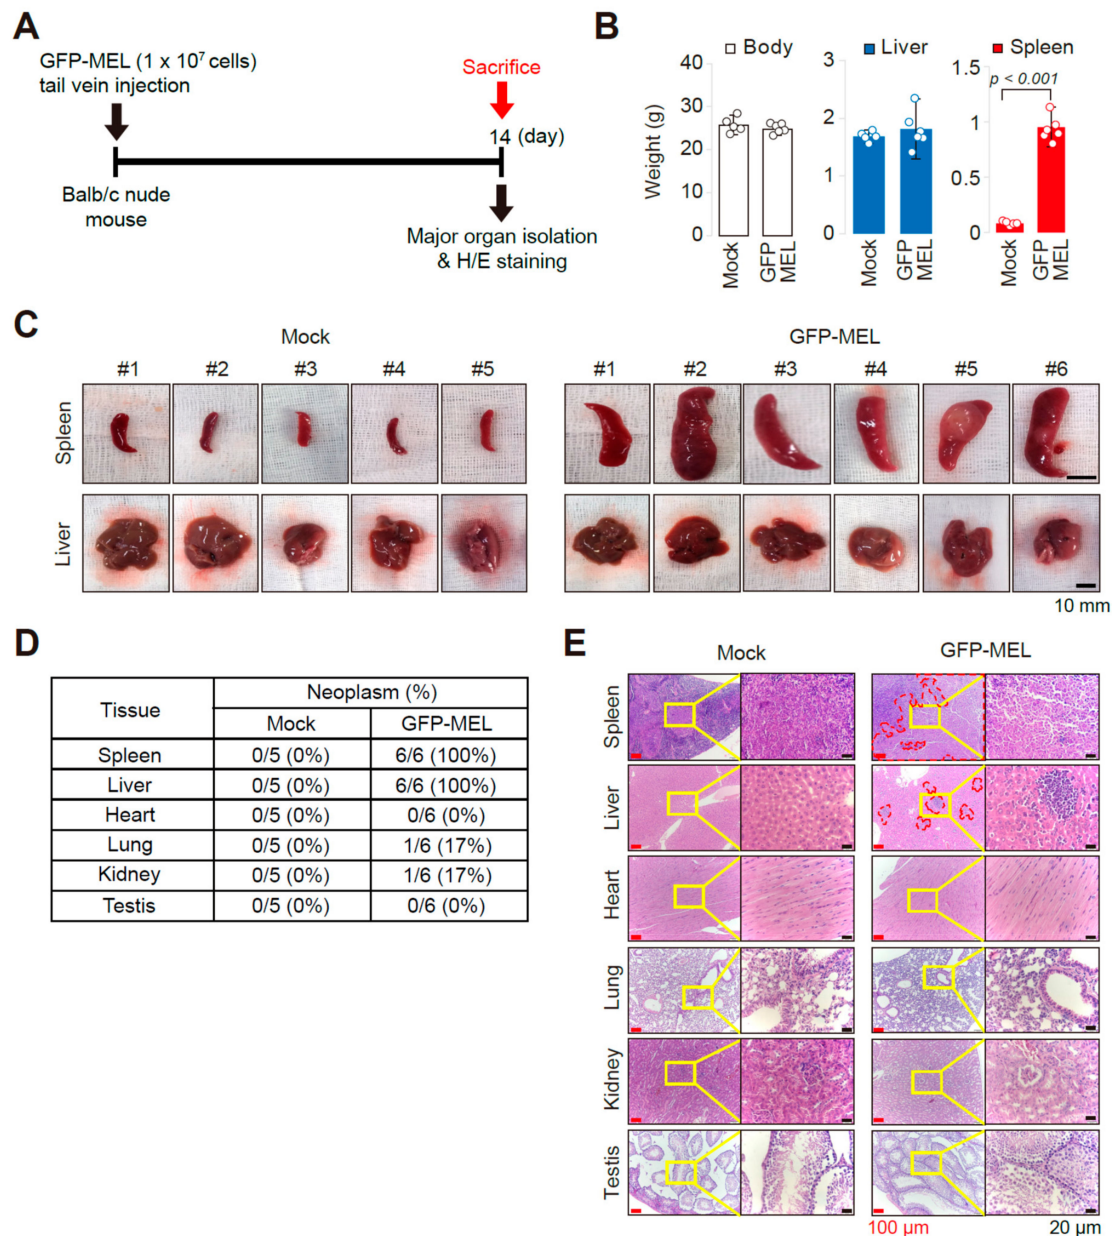 A
GFP-MEL (1 x 10⁷ cells)
tail vein injection
Sacrifice
14 (day)
Balb/c nude
mouse
Major organ isolation
& H/E staining
B
Body
Liver
Spleen
Weight (g)
40
30
20
10
0
Mock
GFP
MEL
3
2
1
0
Mock
GFP
MEL
1.5
p < 0.001
1
0.5
0
Mock
GFP
MEL
C
Mock
GFP-MEL
#1 #2 #3 #4 #5 #1 #2 #3 #4 #5 #6
Spleen
Liver
10 mm
D
Tissue Neoplasm (%)
Mock GFP-MEL
Spleen 0/5 (0%) 6/6 (100%)
Liver 0/5 (0%) 6/6 (100%)
Heart 0/5 (0%) 0/6 (0%)
Lung 0/5 (0%) 1/6 (17%)
Kidney 0/5 (0%) 1/6 (17%)
Testis 0/5 (0%) 0/6 (0%)
E
Mock
GFP-MEL
Spleen
Liver
Heart
Lung
Kidney
Testis
100 µm
20 µm